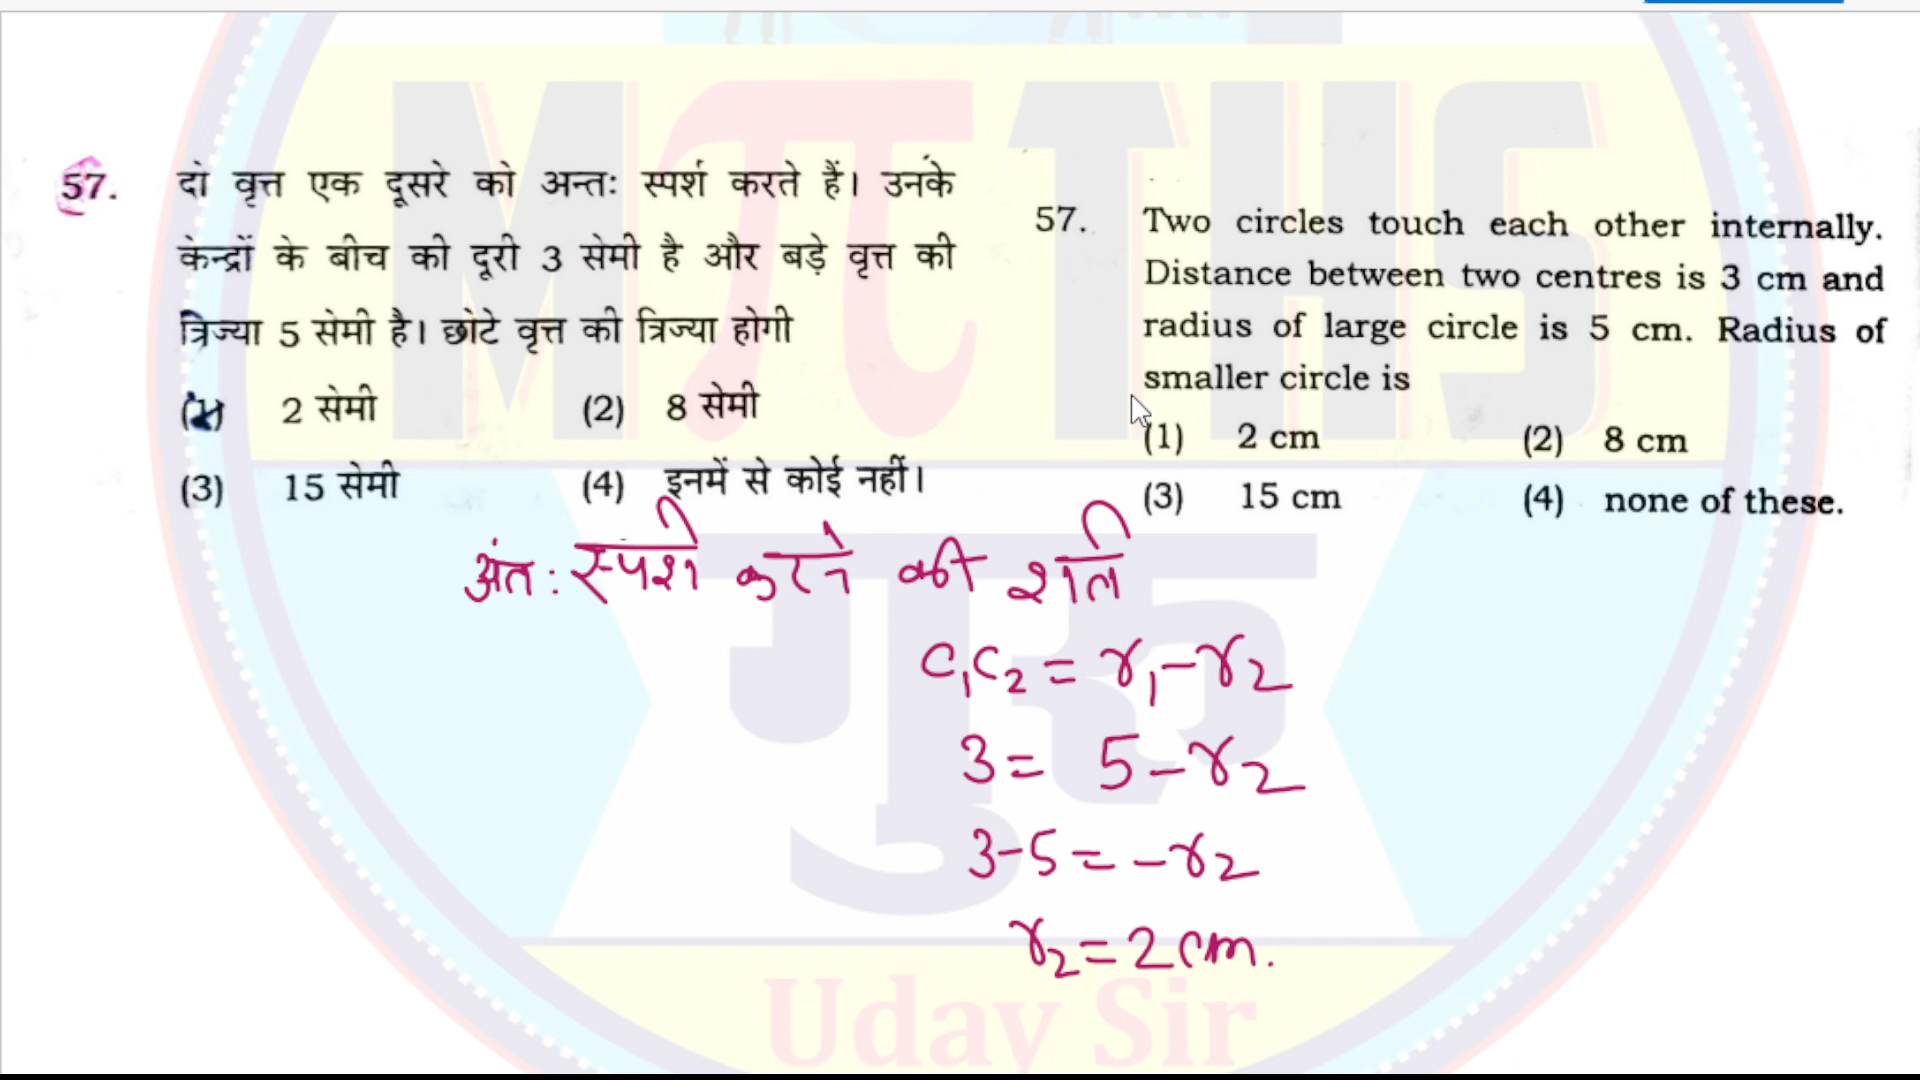 MπTHS
57. दो वृत्त एक दूसरे को अन्तः स्पर्श करते हैं। उनके
केन्द्रों के बीच की दूरी 3 सेमी है और बड़े वृत्त की
त्रिज्या 5 सेमी है। छोटे वृत्त की त्रिज्या होगी
(1) 2 सेमी (2) 8 सेमी
(3) 15 सेमी (4) इनमें से कोई नहीं।
57. Two circles touch each other internally.
Distance between two centres is 3 cm and
radius of large circle is 5 cm. Radius of
smaller circle is
(1) 2 cm (2) 8 cm
(3) 15 cm (4) none of these.
अंत: स्पर्श करने की शर्त
C₁C₂ = r₁-r₂
3 = 5-r₂
3-5 = -r₂
r₂ = 2 cm.
गुरु
Uday Sir